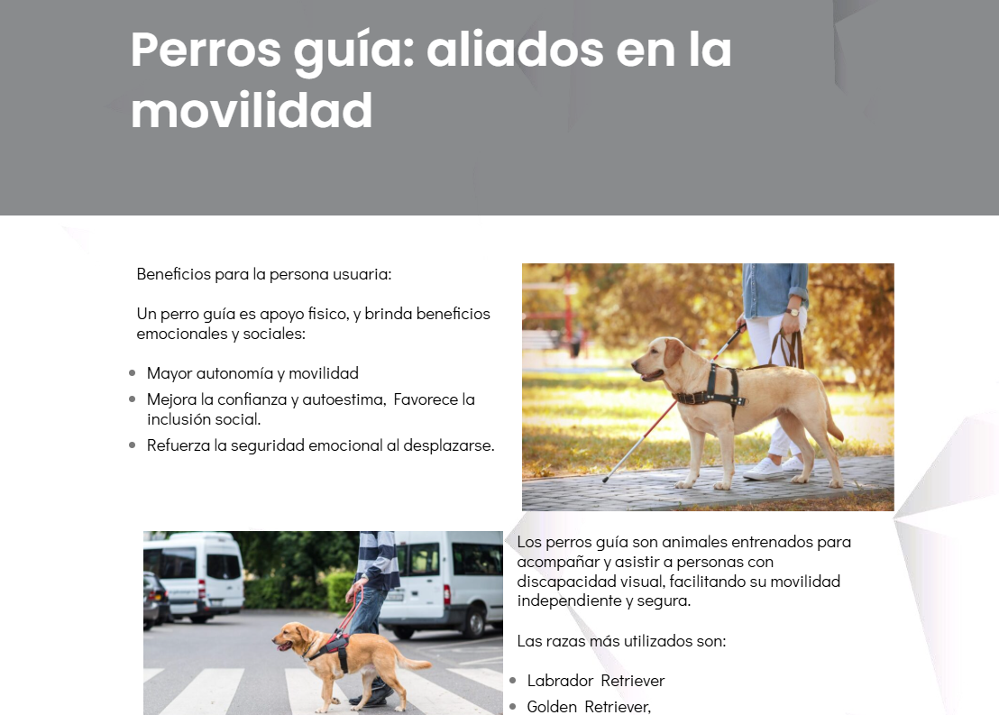 Perros guía: aliados en la
movilidad
Beneficios para la persona usuaria:
Un perro guía es apoyo fisico, y brinda beneficios
emocionales y sociales:
Mayor autonomía y movilidad
Mejora la confianza y autoestima, Favorece la
inclusión social.
Refuerza la seguridad emocional al desplazarse.
Los perros guía son animales entrenados para
acompañar y asistir a personas con
discapacidad visual, facilitando su movilidad
independiente y segura.
Las razas más utilizados son:
Labrador Retriever
Golden Retriever,